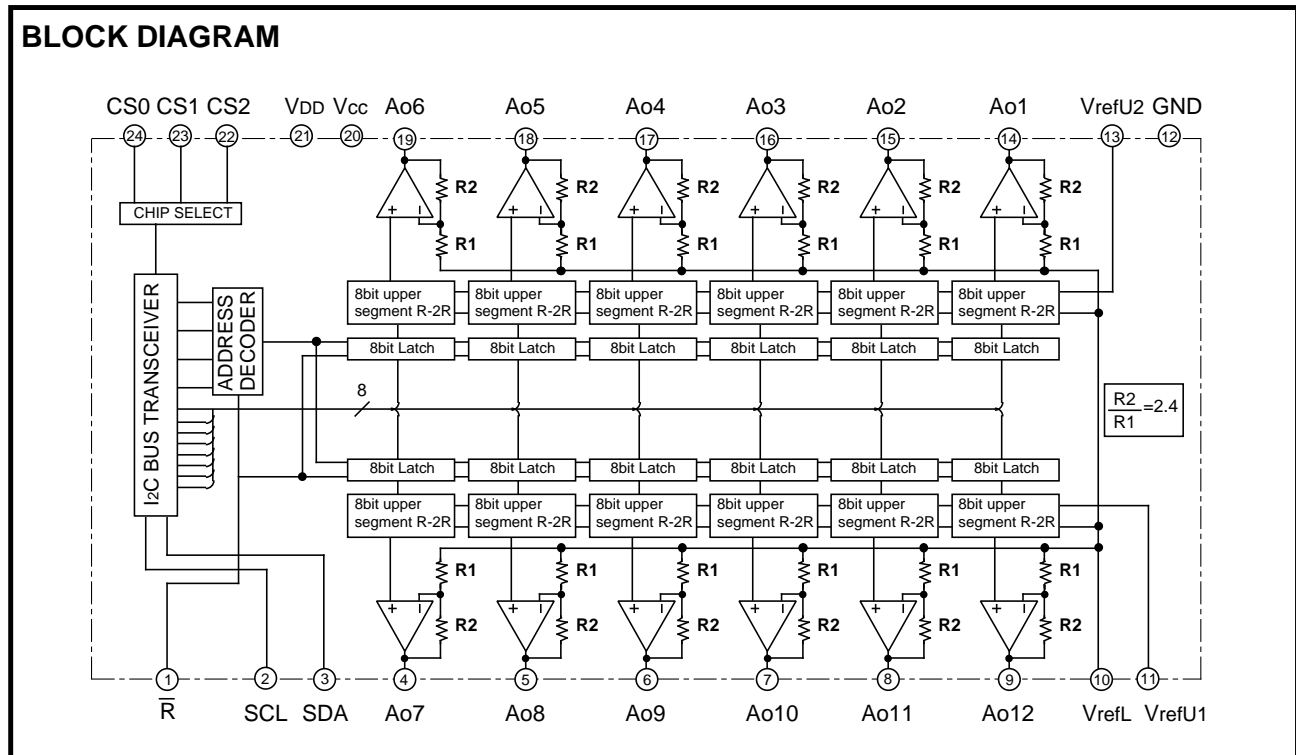 BLOCK DIAGRAM
CS0 CS1 CS2 VDD Vcc Ao6 Ao5 Ao4 Ao3 Ao2 Ao1 VrefU2 GND
24 23 22 21 20 19 18 17 16 15 14 13 12
R2 R2 R2 R2 R2 R2
+ − + − + − + − + − + −
CHIP SELECT
R1 R1 R1 R1 R1 R1
8bit upper 8bit upper 8bit upper 8bit upper 8bit upper 8bit upper
segment R-2R segment R-2R segment R-2R segment R-2R segment R-2R segment R-2R
I2C BUS TRANSCEIVER
ADDRESS
DECODER
8bit Latch 8bit Latch 8bit Latch 8bit Latch 8bit Latch 8bit Latch
8
R2
R1
=2.4
8bit Latch 8bit Latch 8bit Latch 8bit Latch 8bit Latch 8bit Latch
8bit upper 8bit upper 8bit upper 8bit upper 8bit upper 8bit upper
segment R-2R segment R-2R segment R-2R segment R-2R segment R-2R segment R-2R
R1 R1 R1 R1 R1 R1
+ − + − + − + − + − + −
R2 R2 R2 R2 R2 R2
1 2 3 4 5 6 7 8 9 10 11
R̅ SCL SDA Ao7 Ao8 Ao9 Ao10 Ao11 Ao12 VrefL VrefU1